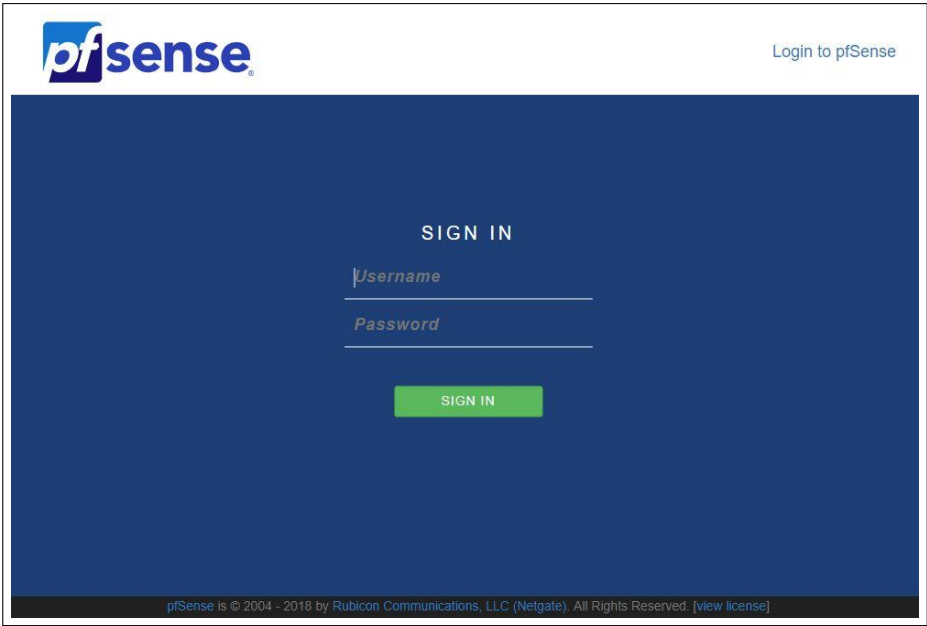 pfsense®
Login to pfSense
SIGN IN
Username
Password
SIGN IN
pfSense is © 2004 - 2018 by Rubicon Communications, LLC (Netgate). All Rights Reserved. [view license]